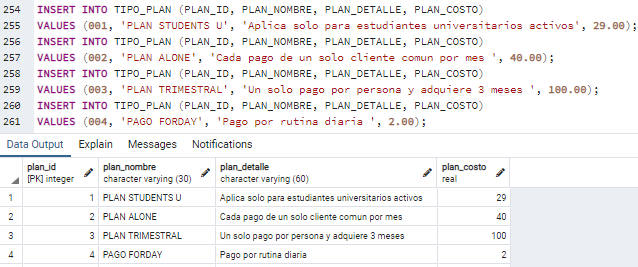 254 INSERT INTO TIPO_PLAN (PLAN_ID, PLAN_NOMBRE, PLAN_DETALLE, PLAN_COSTO)
255 VALUES (001, 'PLAN STUDENTS U', 'Aplica solo para estudiantes universitarios activos', 29.00);
256 INSERT INTO TIPO_PLAN (PLAN_ID, PLAN_NOMBRE, PLAN_DETALLE, PLAN_COSTO)
257 VALUES (002, 'PLAN ALONE', 'Cada pago de un solo cliente comun por mes ', 40.00);
258 INSERT INTO TIPO_PLAN (PLAN_ID, PLAN_NOMBRE, PLAN_DETALLE, PLAN_COSTO)
259 VALUES (003, 'PLAN TRIMESTRAL', 'Un solo pago por persona y adquiere 3 meses ', 100.00);
260 INSERT INTO TIPO_PLAN (PLAN_ID, PLAN_NOMBRE, PLAN_DETALLE, PLAN_COSTO)
261 VALUES (004, 'PAGO FORDAY', 'Pago por rutina diaria ', 2.00);
Data Output Explain Messages Notifications
plan_id plan_nombre plan_detalle plan_costo
[PK] integer character varying (30) character varying (60) real
1 1 PLAN STUDENTS U Aplica solo para estudiantes universitarios activos 29
2 2 PLAN ALONE Cada pago de un solo cliente comun por mes 40
3 3 PLAN TRIMESTRAL Un solo pago por persona y adquiere 3 meses 100
4 4 PAGO FORDAY Pago por rutina diaria 2